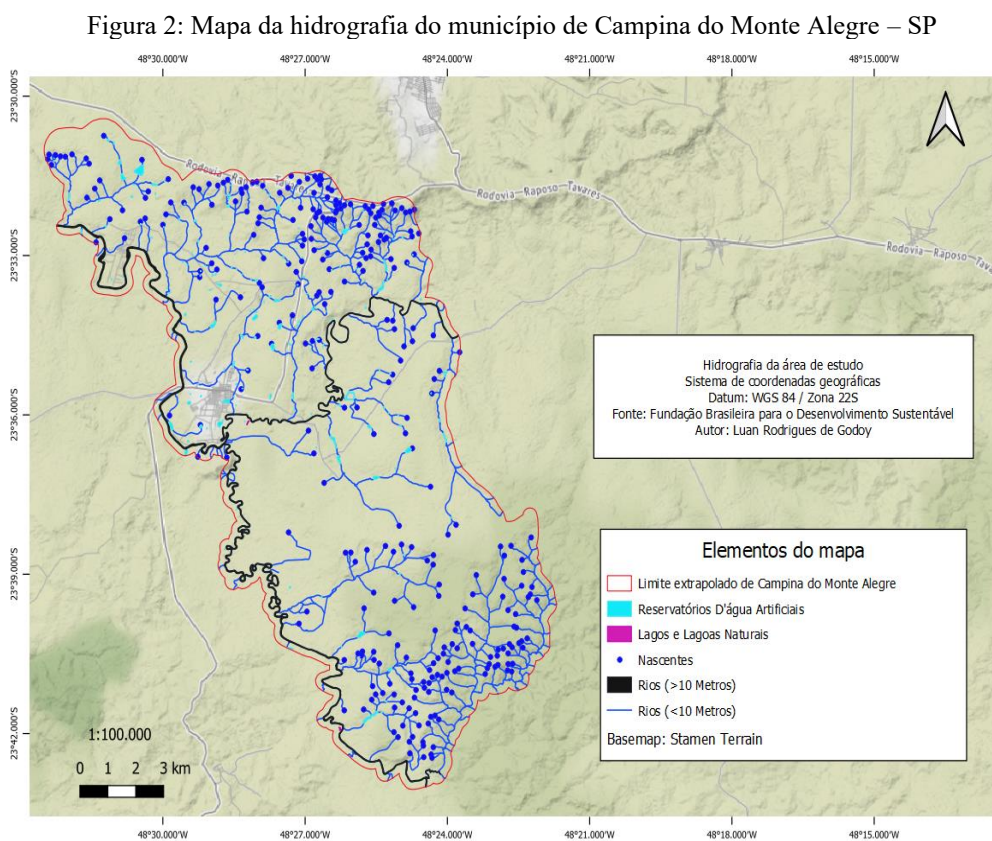 Figura 2: Mapa da hidrografia do município de Campina do Monte Alegre – SP
48°30.000'W 48°27.000'W 48°24.000'W 48°21.000'W 48°18.000'W 48°15.000'W
23°30.000'S
23°33.000'S
23°36.000'S
23°39.000'S
23°42.000'S
Rodovia Raposo Tavares
Rodovia-Raposo-Tavares
Rodovia-Raposo-Tava
Hidrografia da área de estudo
Sistema de coordenadas geográficas
Datum: WGS 84 / Zona 22S
Fonte: Fundação Brasileira para o Desenvolvimento Sustentável
Autor: Luan Rodrigues de Godoy
Elementos do mapa
Limite extrapolado de Campina do Monte Alegre
Reservatórios D'água Artificiais
Lagos e Lagoas Naturais
Nascentes
Rios (>10 Metros)
Rios (<10 Metros)
Basemap: Stamen Terrain
1:100.000
0 1 2 3 km
48°30.000'W 48°27.000'W 48°24.000'W 48°21.000'W 48°18.000'W 48°15.000'W